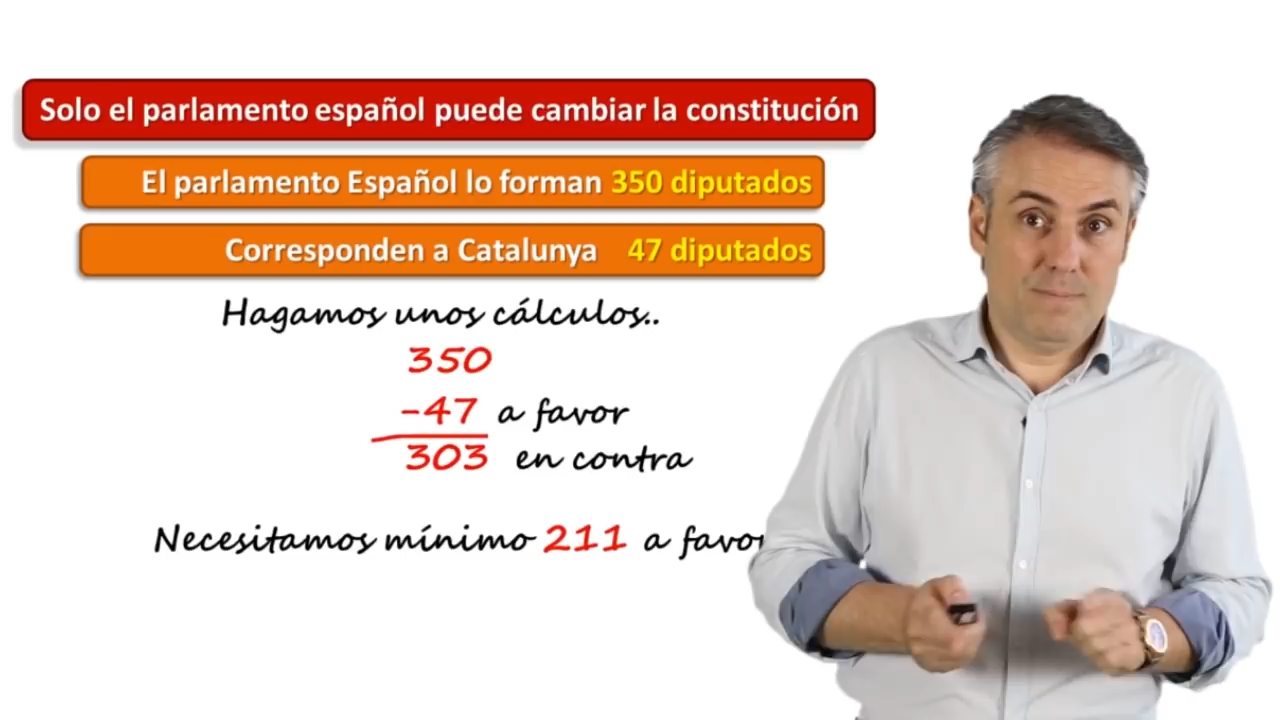 Solo el parlamento español puede cambiar la constitución
El parlamento Español lo forman 350 diputados
Corresponden a Catalunya 47 diputados
Hagamos unos cálculos..
350
-47 a favor
303 en contra
Necesitamos mínimo 211 a favor